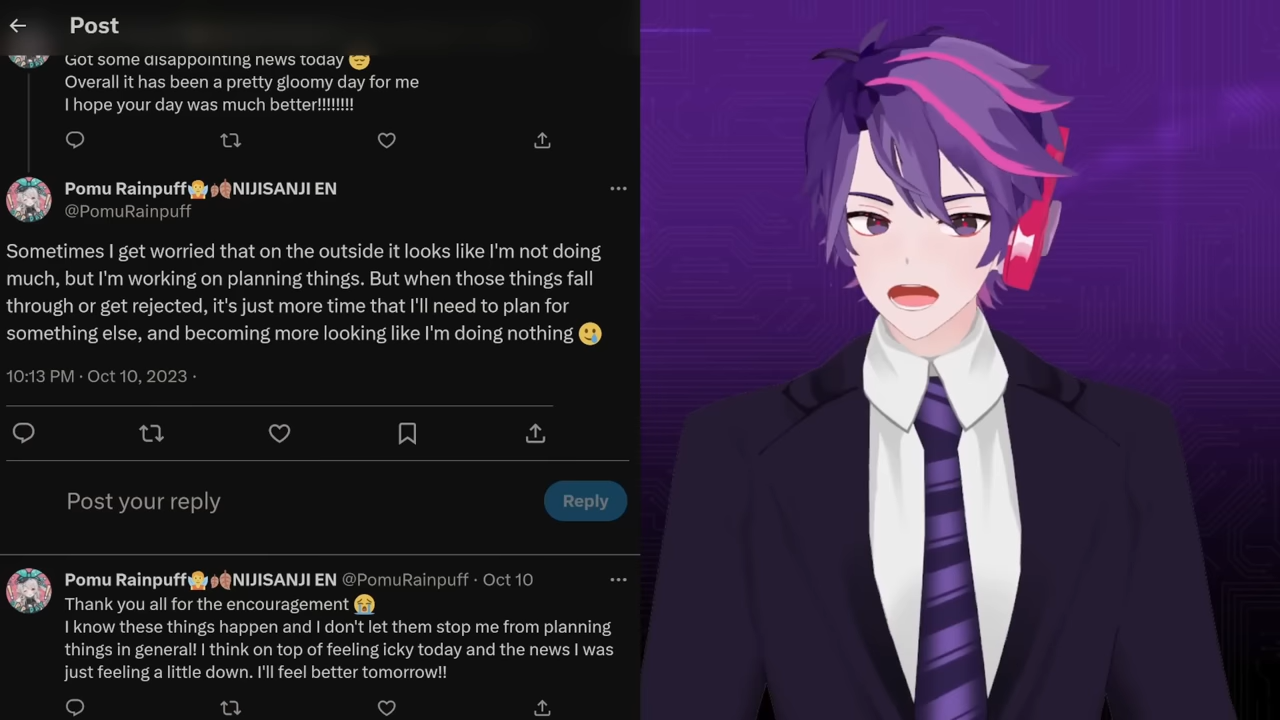 Post
Got some disappointing news today 😔
Overall it has been a pretty gloomy day for me
I hope your day was much better!!!!!!!!
Pomu Rainpuff🧚🍂NIJISANJI EN
@PomuRainpuff
Sometimes I get worried that on the outside it looks like I'm not doing
much, but I'm working on planning things. But when those things fall
through or get rejected, it's just more time that I'll need to plan for
something else, and becoming more looking like I'm doing nothing 🥲
10:13 PM · Oct 10, 2023 ·
Post your reply
Reply
Pomu Rainpuff🧚🍂NIJISANJI EN @PomuRainpuff · Oct 10
Thank you all for the encouragement 😭
I know these things happen and I don't let them stop me from planning
things in general! I think on top of feeling icky today and the news I was
just feeling a little down. I'll feel better tomorrow!!